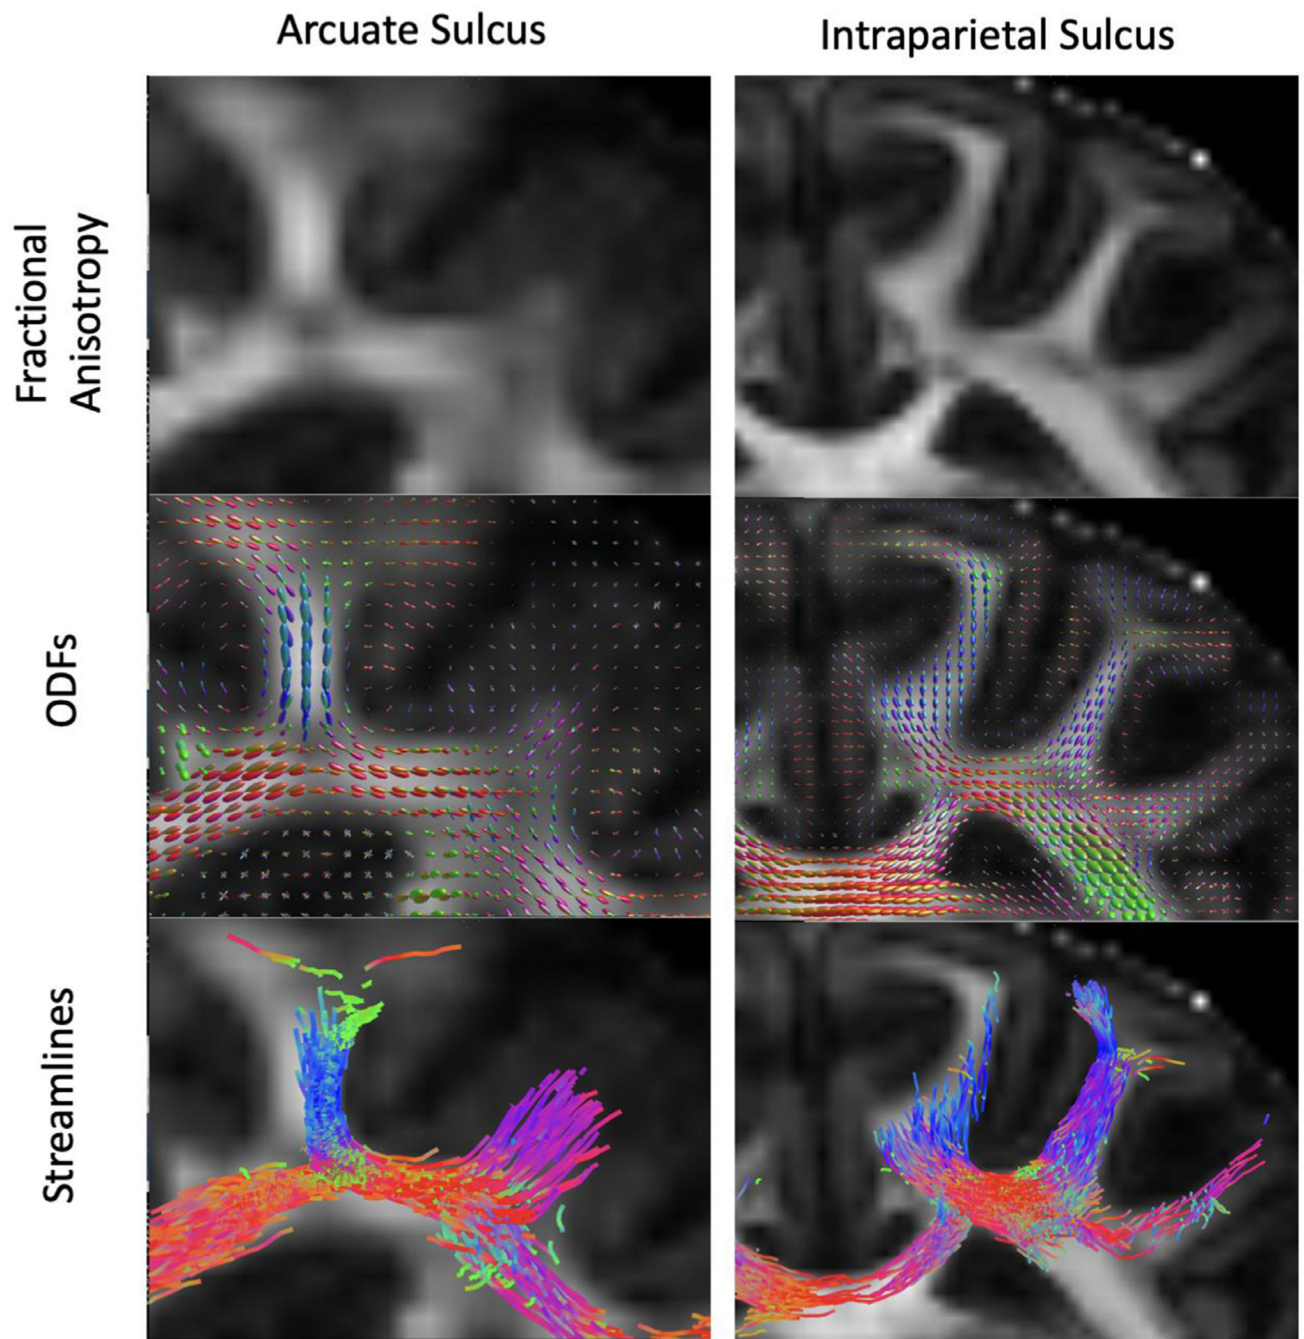 Arcuate Sulcus
Intraparietal Sulcus
Fractional
Anisotropy
ODFs
Streamlines